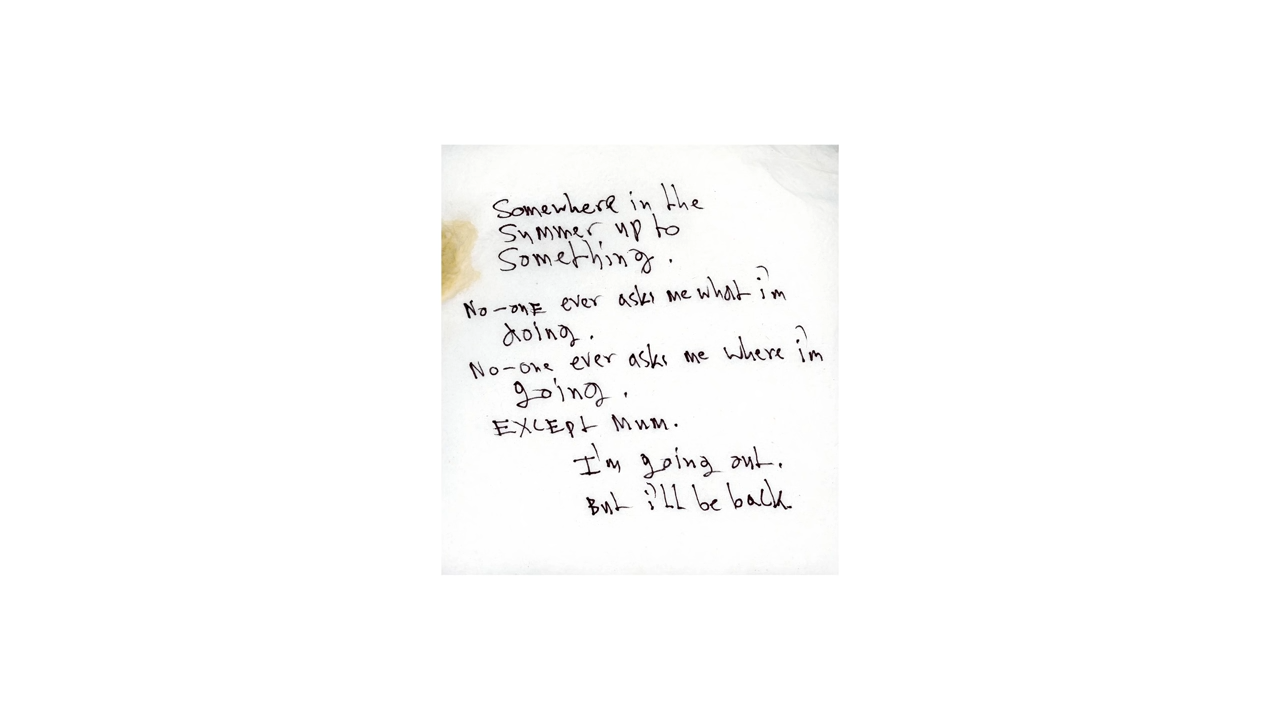 Somewhere in the
Summer up to
Something.
No-onE ever asks me what i'm
doing.
No-one ever asks me where i'm
going.
EXCEpt Mum.
I'm going out.
But i'll be back.